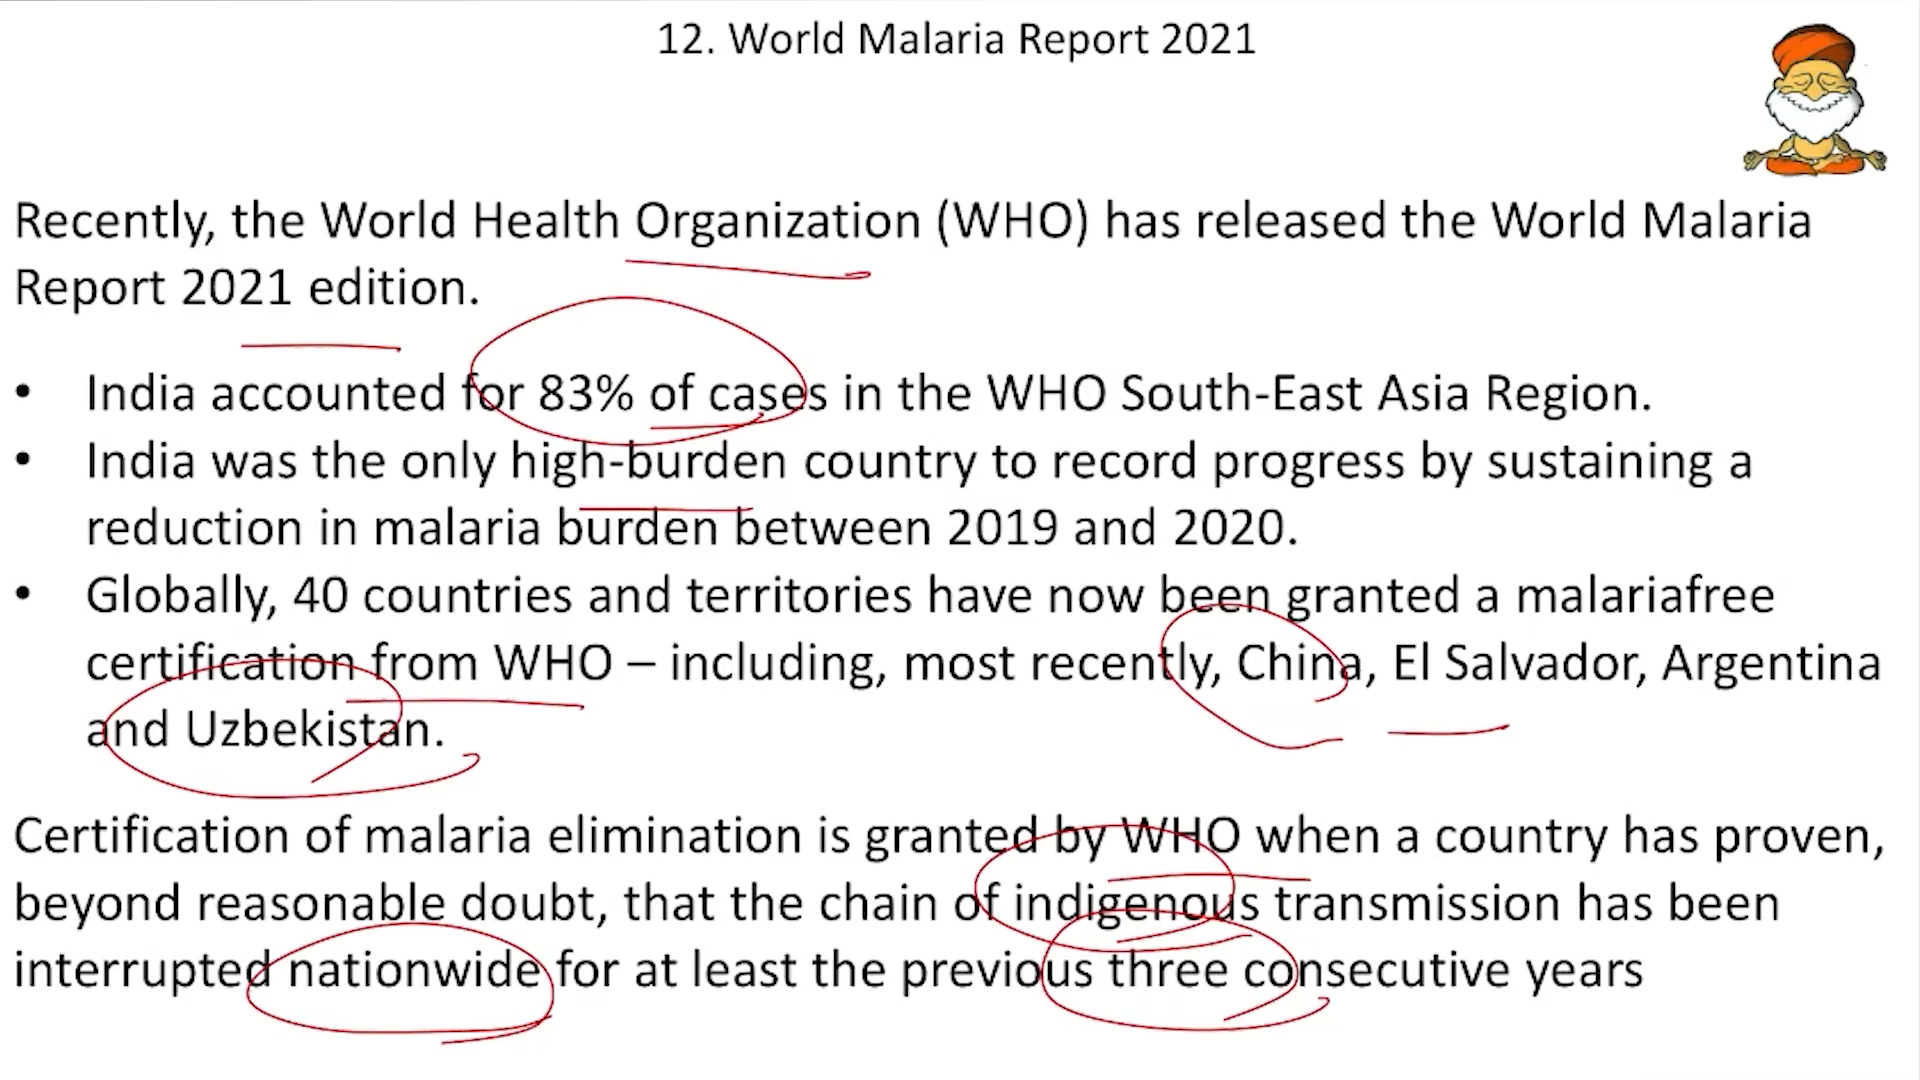 12. World Malaria Report 2021
Recently, the World Health Organization (WHO) has released the World Malaria
Report 2021 edition.
• India accounted for 83% of cases in the WHO South-East Asia Region.
• India was the only high-burden country to record progress by sustaining a
reduction in malaria burden between 2019 and 2020.
• Globally, 40 countries and territories have now been granted a malariafree
certification from WHO – including, most recently, China, El Salvador, Argentina
and Uzbekistan.
Certification of malaria elimination is granted by WHO when a country has proven,
beyond reasonable doubt, that the chain of indigenous transmission has been
interrupted nationwide for at least the previous three consecutive years